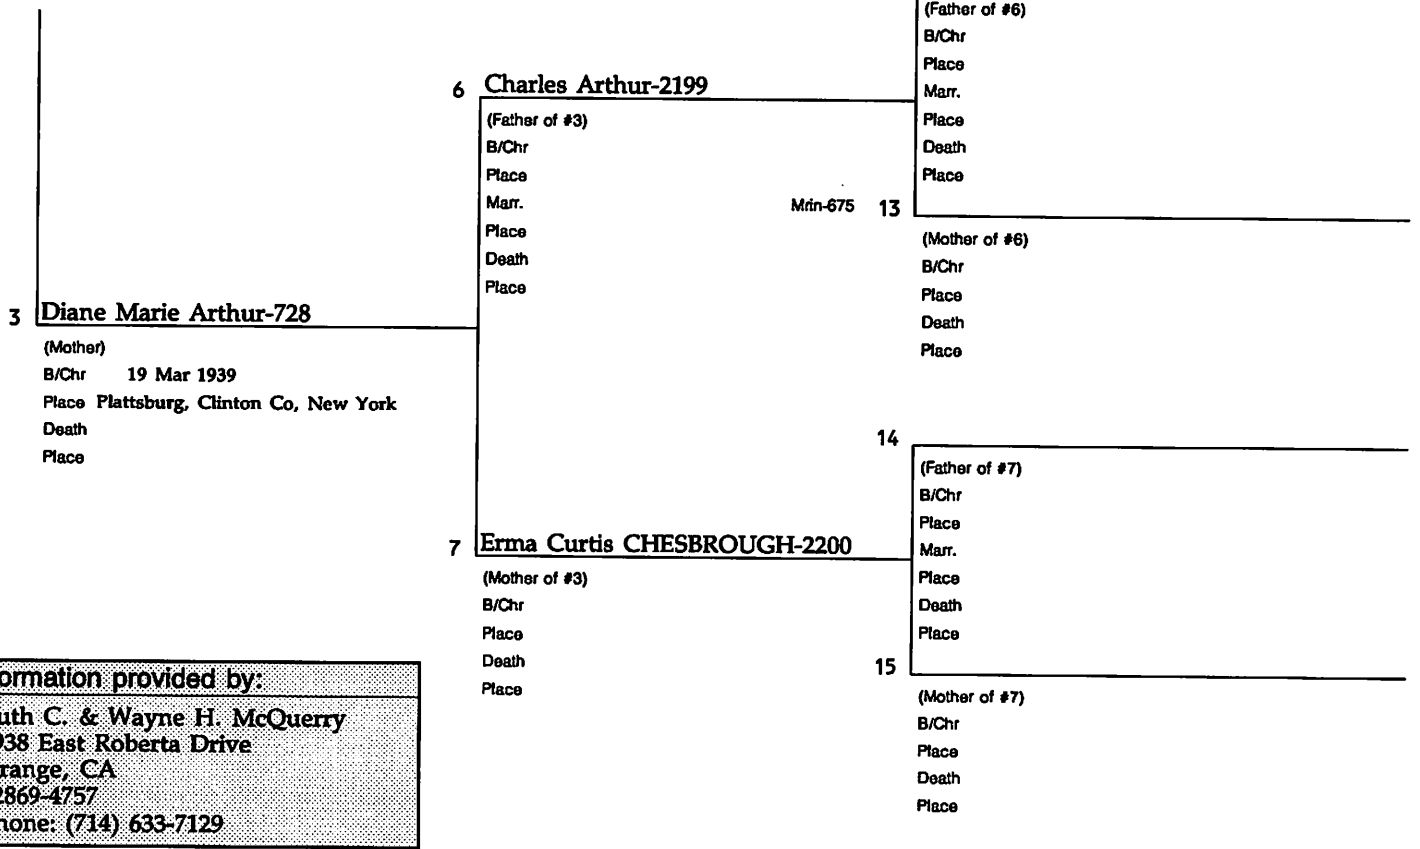 (Father of #6)
B/Chr
Place
Marr.
Place
Death
Place
6 Charles Arthur-2199
(Father of #3)
B/Chr
Place
Marr.
Place
Death
Place
Mrin-675 13
(Mother of #6)
B/Chr
Place
Death
Place
3 Diane Marie Arthur-728
(Mother)
B/Chr 19 Mar 1939
Place Plattsburg, Clinton Co, New York
Death
Place
14
(Father of #7)
B/Chr
Place
Marr.
Place
Death
Place
7 Erma Curtis CHESBROUGH-2200
(Mother of #3)
B/Chr
Place
Death
Place
15
(Mother of #7)
B/Chr
Place
Death
Place
ormation provided by:
uth C. & Wayne H. McQuerry
938 East Roberta Drive
range, CA
2869-4757
hone: (714) 633-7129